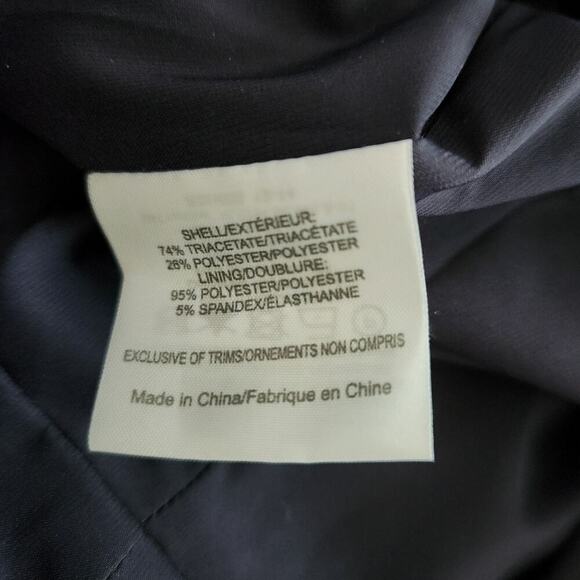 SHELL/EXTÉRIEUR:
74% TRIACETATE/TRIACÉTATE
26% POLYESTER/POLYESTER
LINING/DOUBLURE:
95% POLYESTER/POLYESTER
5% SPANDEX/ÉLASTHANNE
EXCLUSIVE OF TRIMS/ORNEMENTS NON COMPRIS
Made in China/Fabrique en Chine